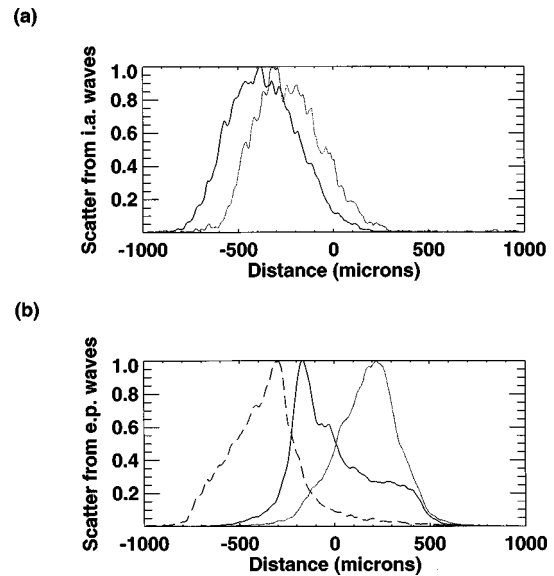 (a)
Scatter from i.a. waves
1.0
0.8
0.6
0.4
0.2
-1000 -500 0 500 1000
Distance (microns)
(b)
Scatter from e.p. waves
1.0
0.8
0.6
0.4
0.2
-1000 -500 0 500 1000
Distance (microns)